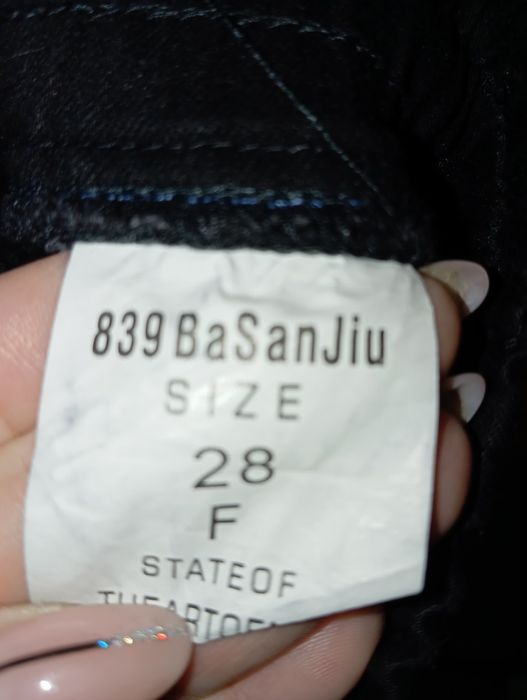 839 BaSanJiu
SIZE
28
F
STATEOF